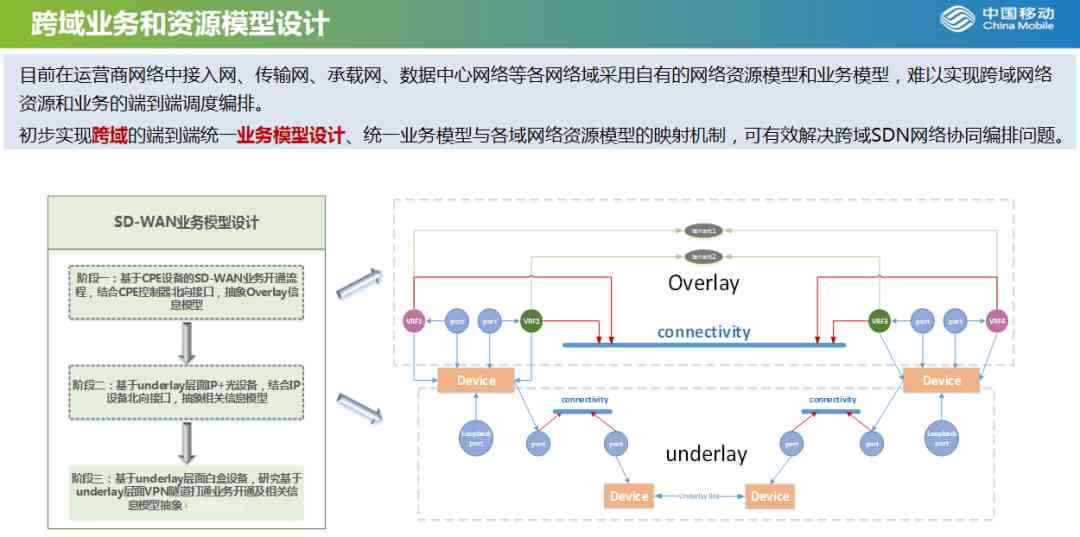 跨域业务和资源模型设计
中国移动
China Mobile
目前在运营商网络中接入网、传输网、承载网、数据中心网络等各网络域采用自有的网络资源模型和业务模型，难以实现跨域网络
资源和业务的端到端调度编排。
初步实现跨域的端到端统一业务模型设计、统一业务模型与各域网络资源模型的映射机制，可有效解决跨域SDN网络协同编排问题。
SD-WAN业务模型设计
阶段一：基于CPE设备的SD-WAN业务开通流
程，结合CPE控制器北向接口，抽象Overlay信
息模型
阶段二：基于underlay层面IP+光设备，结合IP
设备北向接口，抽象相关信息模型
阶段三：基于underlay层面白盒设备，研究基于
underlay层面VPN隧道打通业务开通及相关信
息模型抽象
tenant1
tenant2
Overlay
VRF1
port
port
VRF2
connectivity
VRF3
port
port
VRF4
Device
Device
connectivity
connectivity
Loopback
port
port
port
underlay
port
port
Loopback
port
Device
Underlay link
Device